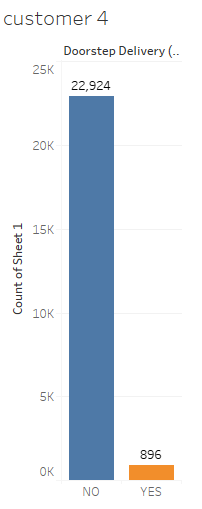 customer 4
Doorstep Delivery (..
25K
22,924
20K
15K
Count of Sheet 1
10K
5K
896
0K
NO YES